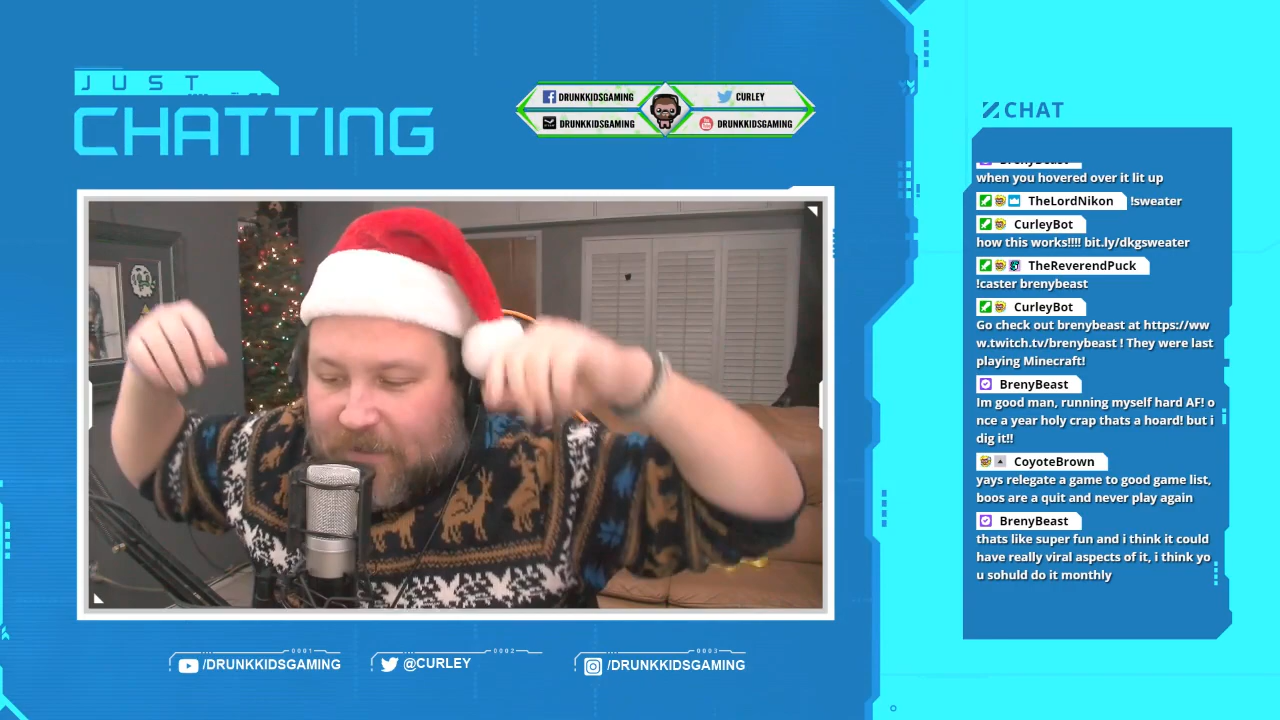 JUST
CHATTING
DRUNKKIDSGAMING
CURLEY
DRUNKKIDSGAMING
DRUNKKIDSGAMING
CHAT
BrenyBeast
when you hovered over it lit up
TheLordNikon !sweater
CurleyBot
how this works!!!! bit.ly/dkgsweater
TheReverendPuck
!caster brenybeast
CurleyBot
Go check out brenybeast at https://ww
w.twitch.tv/brenybeast ! They were last
playing Minecraft!
BrenyBeast
Im good man, running myself hard AF! o
nce a year holy crap thats a hoard! but i
dig it!!
CoyoteBrown
yays relegate a game to good game list,
boos are a quit and never play again
BrenyBeast
thats like super fun and i think it could
have really viral aspects of it, i think yo
u sohuld do it monthly
0001
/DRUNKKIDSGAMING
0002
@CURLEY
0003
/DRUNKKIDSGAMING